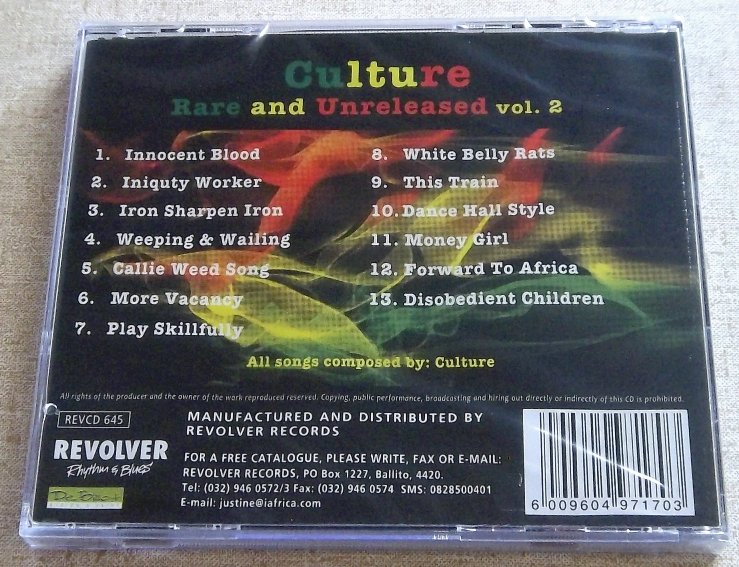 Culture
Rare and Unreleased vol. 2
1. Innocent Blood
2. Iniquty Worker
3. Iron Sharpen Iron
4. Weeping & Wailing
5. Callie Weed Song
6. More Vacancy
7. Play Skillfully
8. White Belly Rats
9. This Train
10. Dance Hall Style
11. Money Girl
12. Forward To Africa
13. Disobedient Children
All songs composed by: Culture
All rights of the producer and the owner of the work reproduced reserved. Copying, public performance, broadcasting and hiring out directly or indirectly of this CD is prohibited.
REVCD 645
REVOLVER
Rhythm & Blues
MANUFACTURED AND DISTRIBUTED BY
REVOLVER RECORDS
FOR A FREE CATALOGUE, PLEASE WRITE, FAX OR E-MAIL:
REVOLVER RECORDS, PO Box 1227, Ballito, 4420.
Tel: (032) 946 0572/3 Fax: (032) 946 0574 SMS: 0828500401
E-mail: justine@iafrica.com
6 009604 971703